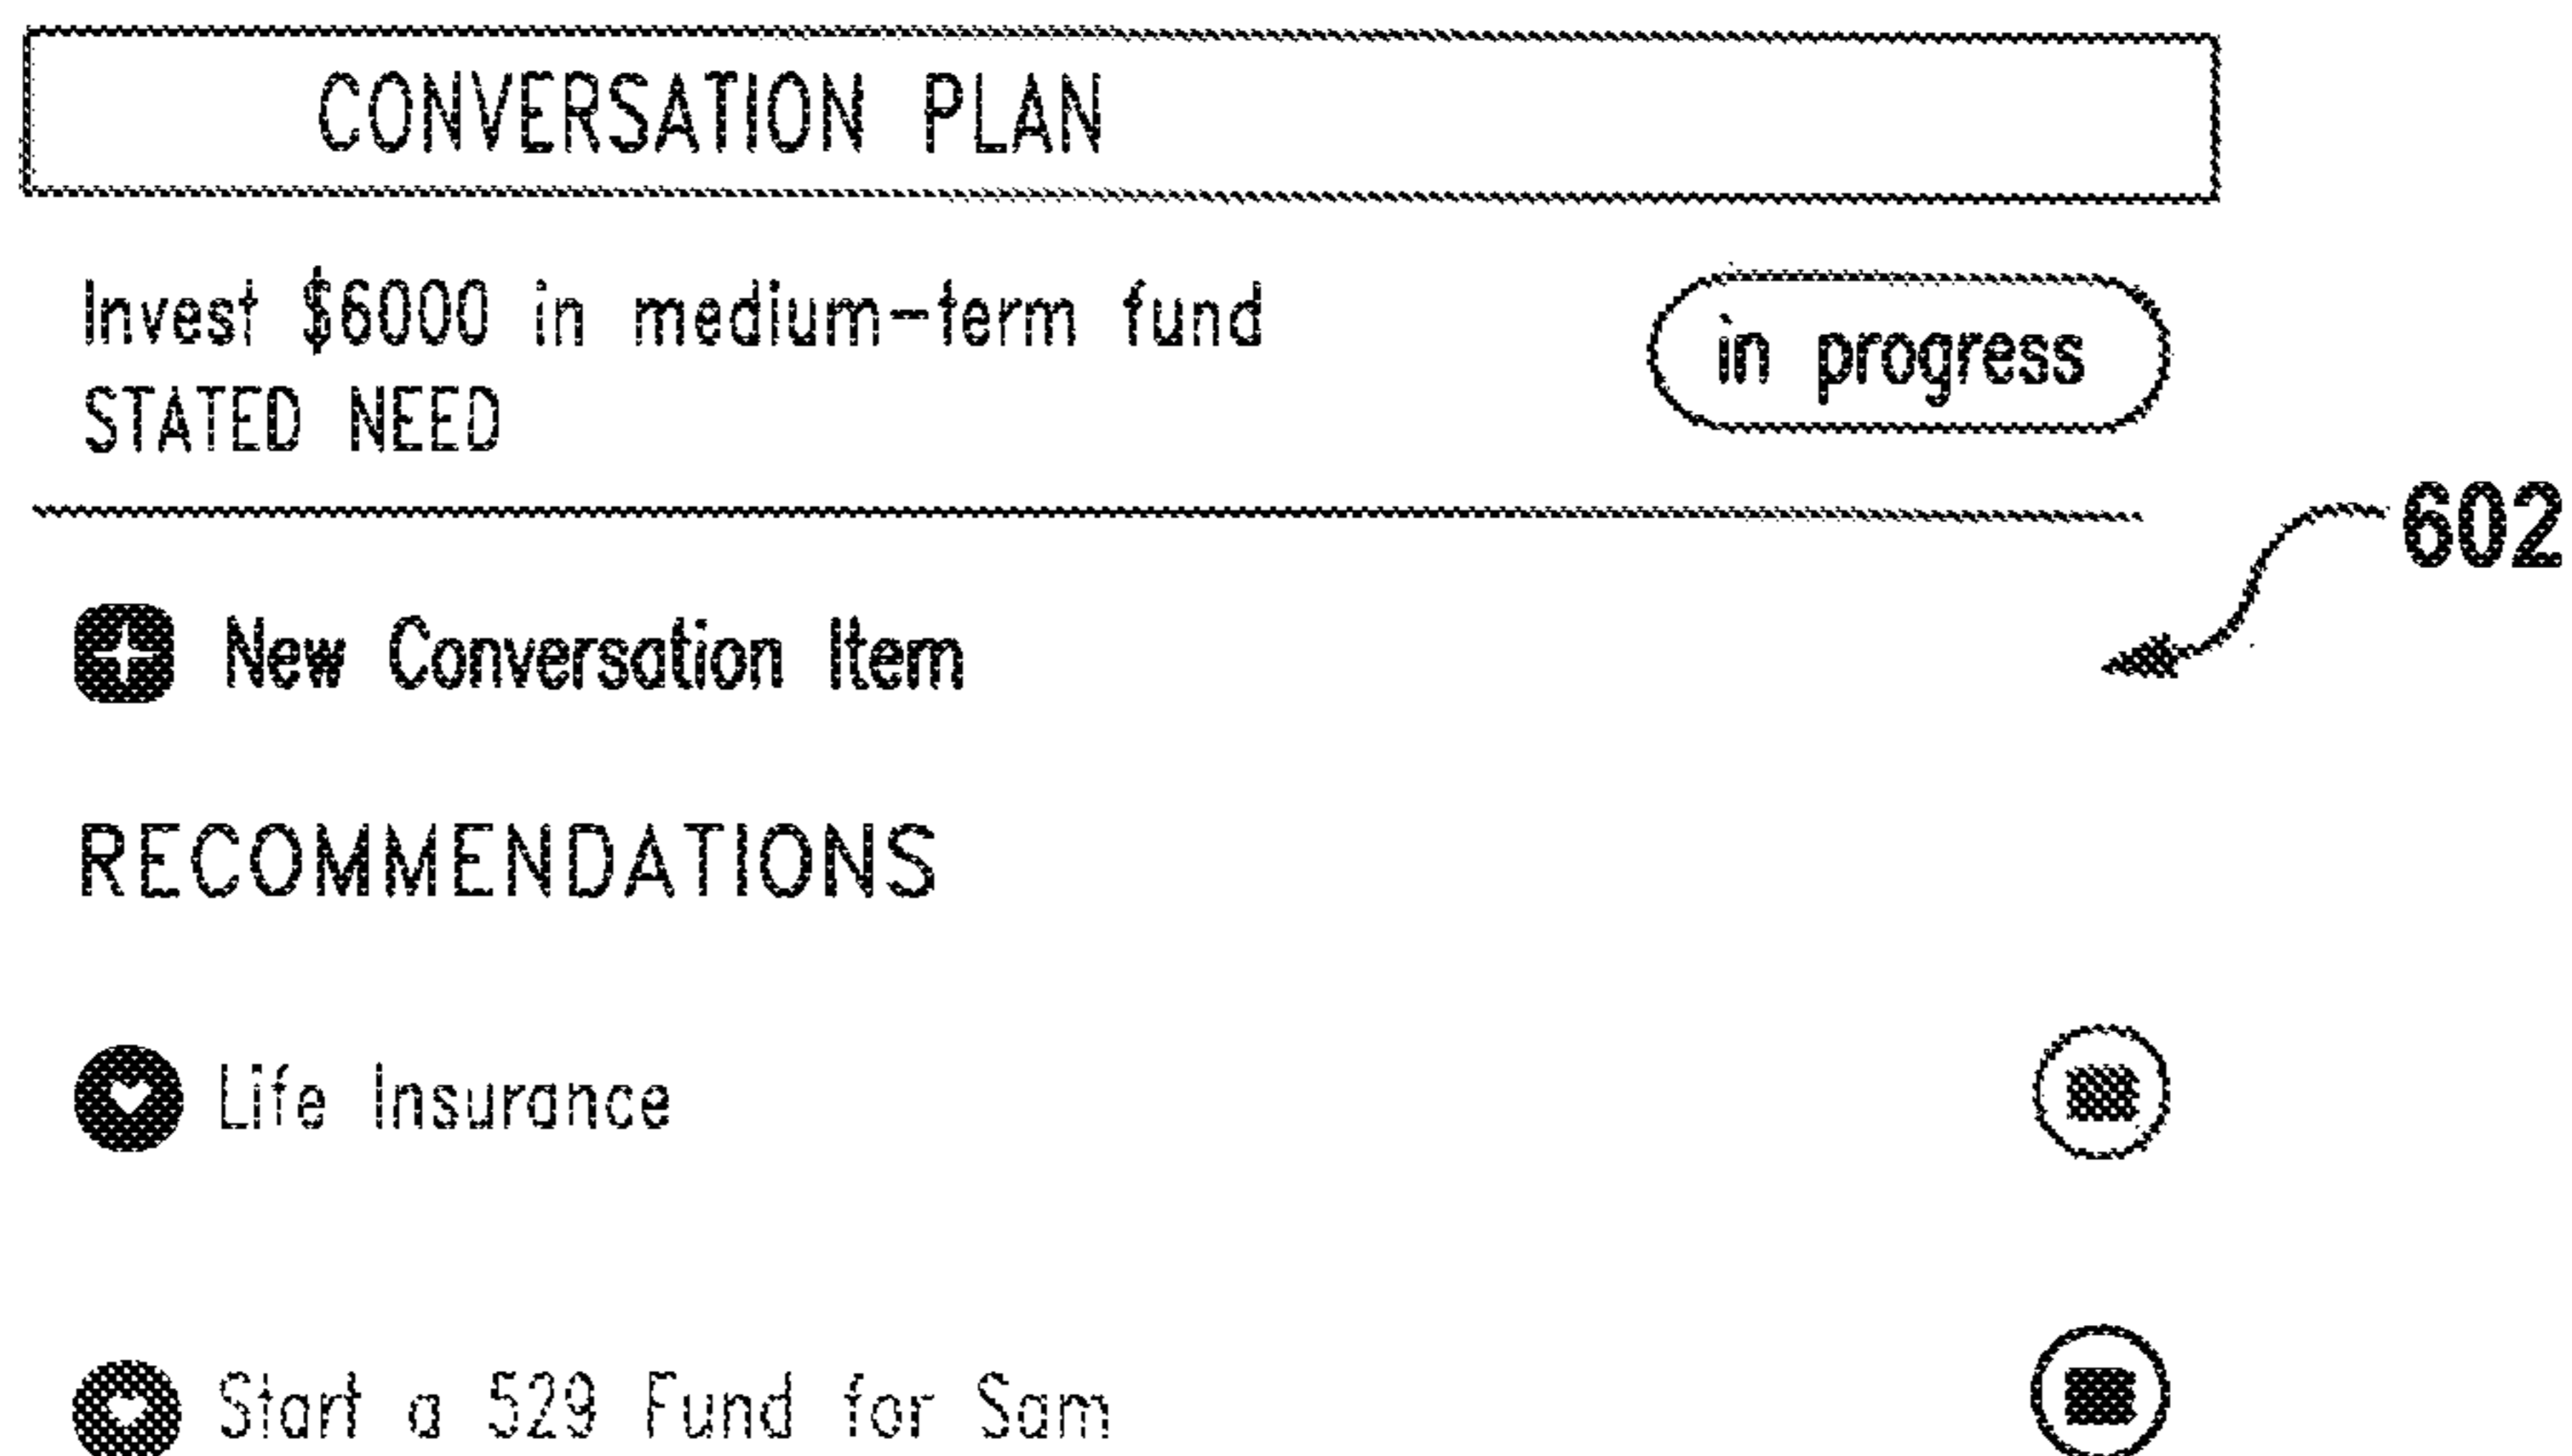 CONVERSATION PLAN
Invest $6000 in medium-term fund
in progress
STATED NEED
602
New Conversation Item
RECOMMENDATIONS
Life Insurance
Start a 529 Fund for Sam